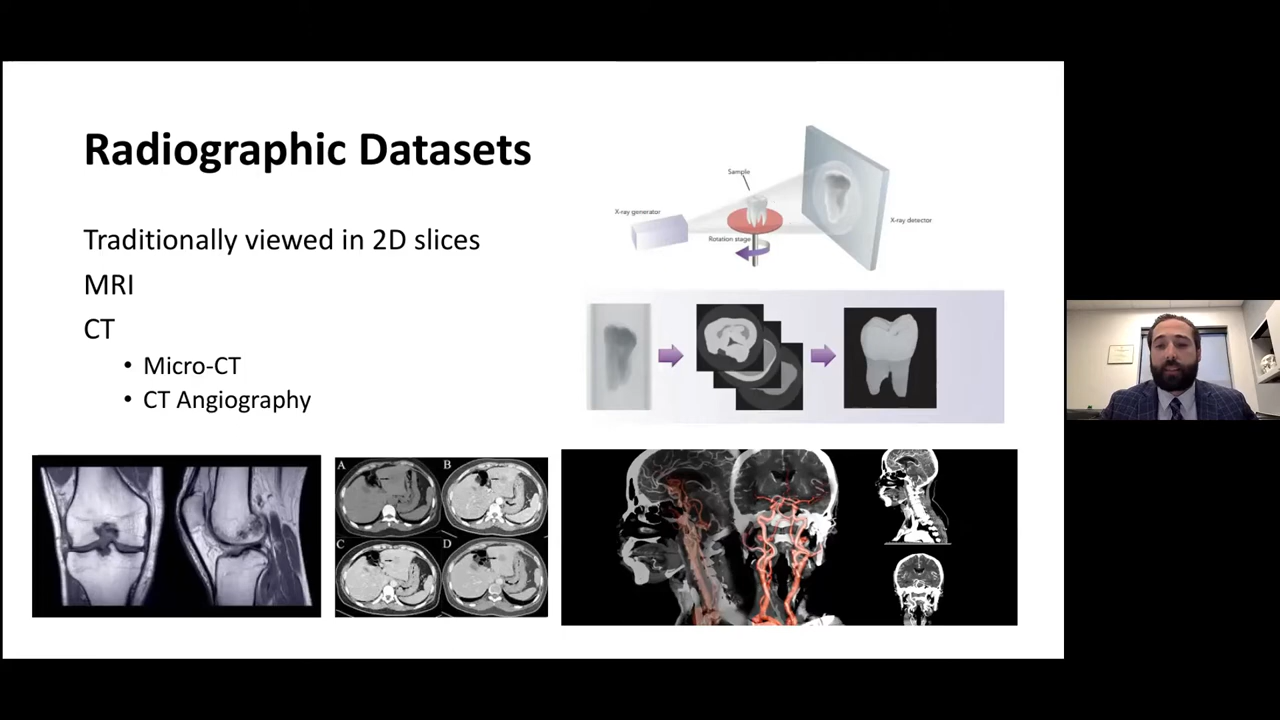 Radiographic Datasets
Traditionally viewed in 2D slices
MRI
CT
• Micro-CT
• CT Angiography
Sample
X-ray generator
X-ray detector
Rotation stage
A
B
C
D